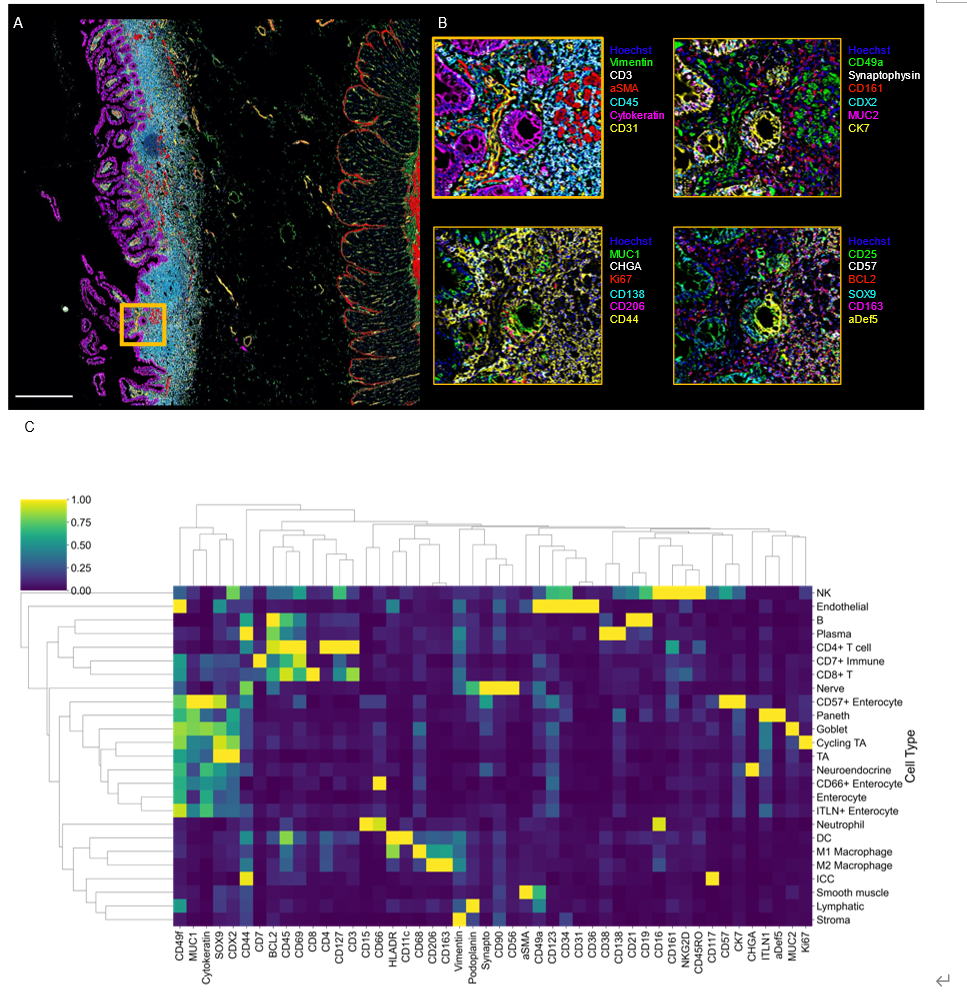 A
B
Hoechst
Vimentin
CD3
aSMA
CD45
Cytokeratin
CD31
Hoechst
CD49a
Synaptophysin
CD161
CDX2
MUC2
CK7
Hoechst
MUC1
CHGA
Ki67
CD138
CD206
CD44
Hoechst
CD25
CD57
BCL2
SOX9
CD163
aDef5
C
1.00
0.75
0.50
0.25
0.00
NK
Endothelial
B
Plasma
CD4+ T cell
CD7+ Immune
CD8+ T
Nerve
CD57+ Enterocyte
Paneth
Goblet
Cycling TA
TA
Neuroendocrine
CD66+ Enterocyte
Enterocyte
ITLN+ Enterocyte
Neutrophil
DC
M1 Macrophage
M2 Macrophage
ICC
Smooth muscle
Lymphatic
Stroma
Cell Type
CD49f
MUC1
Cytokeratin
SOX9
CDX2
CD44
CD7
BCL2
CD45
CD69
CD8
CD4
CD127
CD3
CD15
CD66
HLADR
CD11c
CD68
CD206
CD163
Vimentin
Podoplanin
Synapto
CD90
CD56
aSMA
CD49a
CD123
CD34
CD31
CD36
CD38
CD138
CD21
CD19
CD16
CD161
NKG2D
CD45RO
CD117
CD57
CK7
CHGA
ITLN1
aDef5
MUC2
Ki67